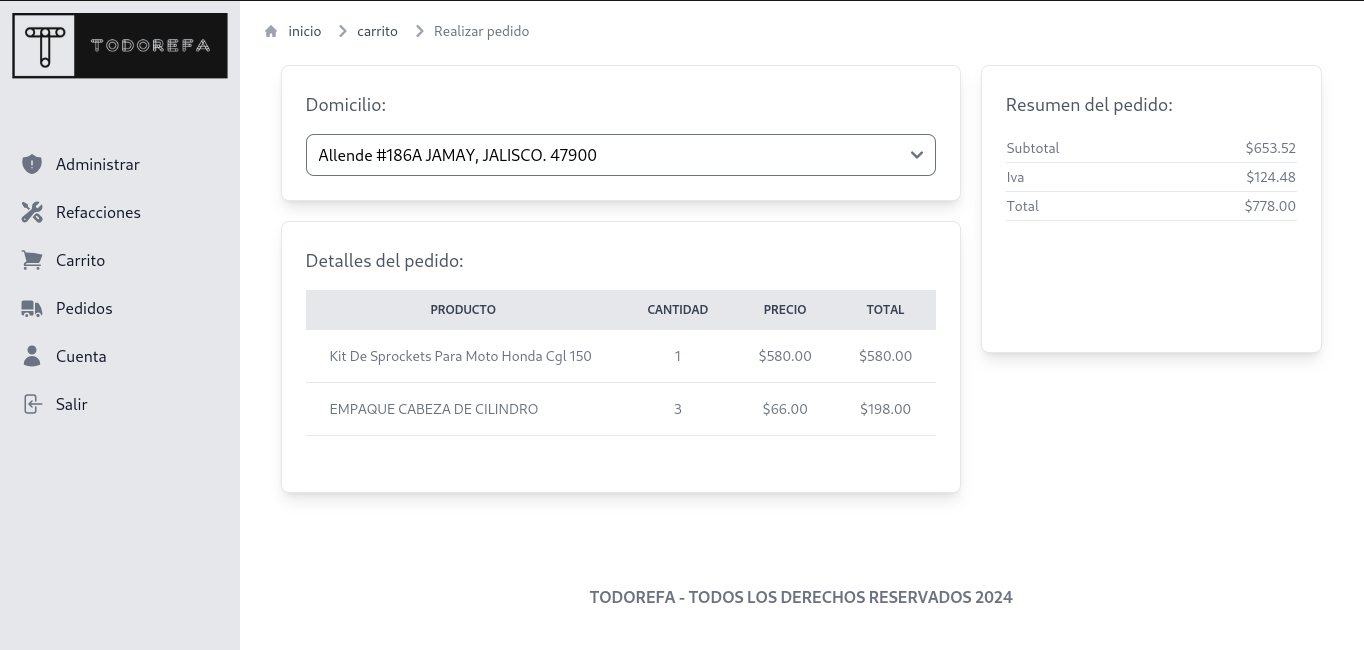 TODOREFA
inicio carrito Realizar pedido
Administrar
Refacciones
Carrito
Pedidos
Cuenta
Salir
Domicilio:
Allende #186A JAMAY, JALISCO. 47900
Detalles del pedido:
PRODUCTO CANTIDAD PRECIO TOTAL
Kit De Sprockets Para Moto Honda Cgl 150 1 $580.00 $580.00
EMPAQUE CABEZA DE CILINDRO 3 $66.00 $198.00
Resumen del pedido:
Subtotal $653.52
Iva $124.48
Total $778.00
TODOREFA - TODOS LOS DERECHOS RESERVADOS 2024